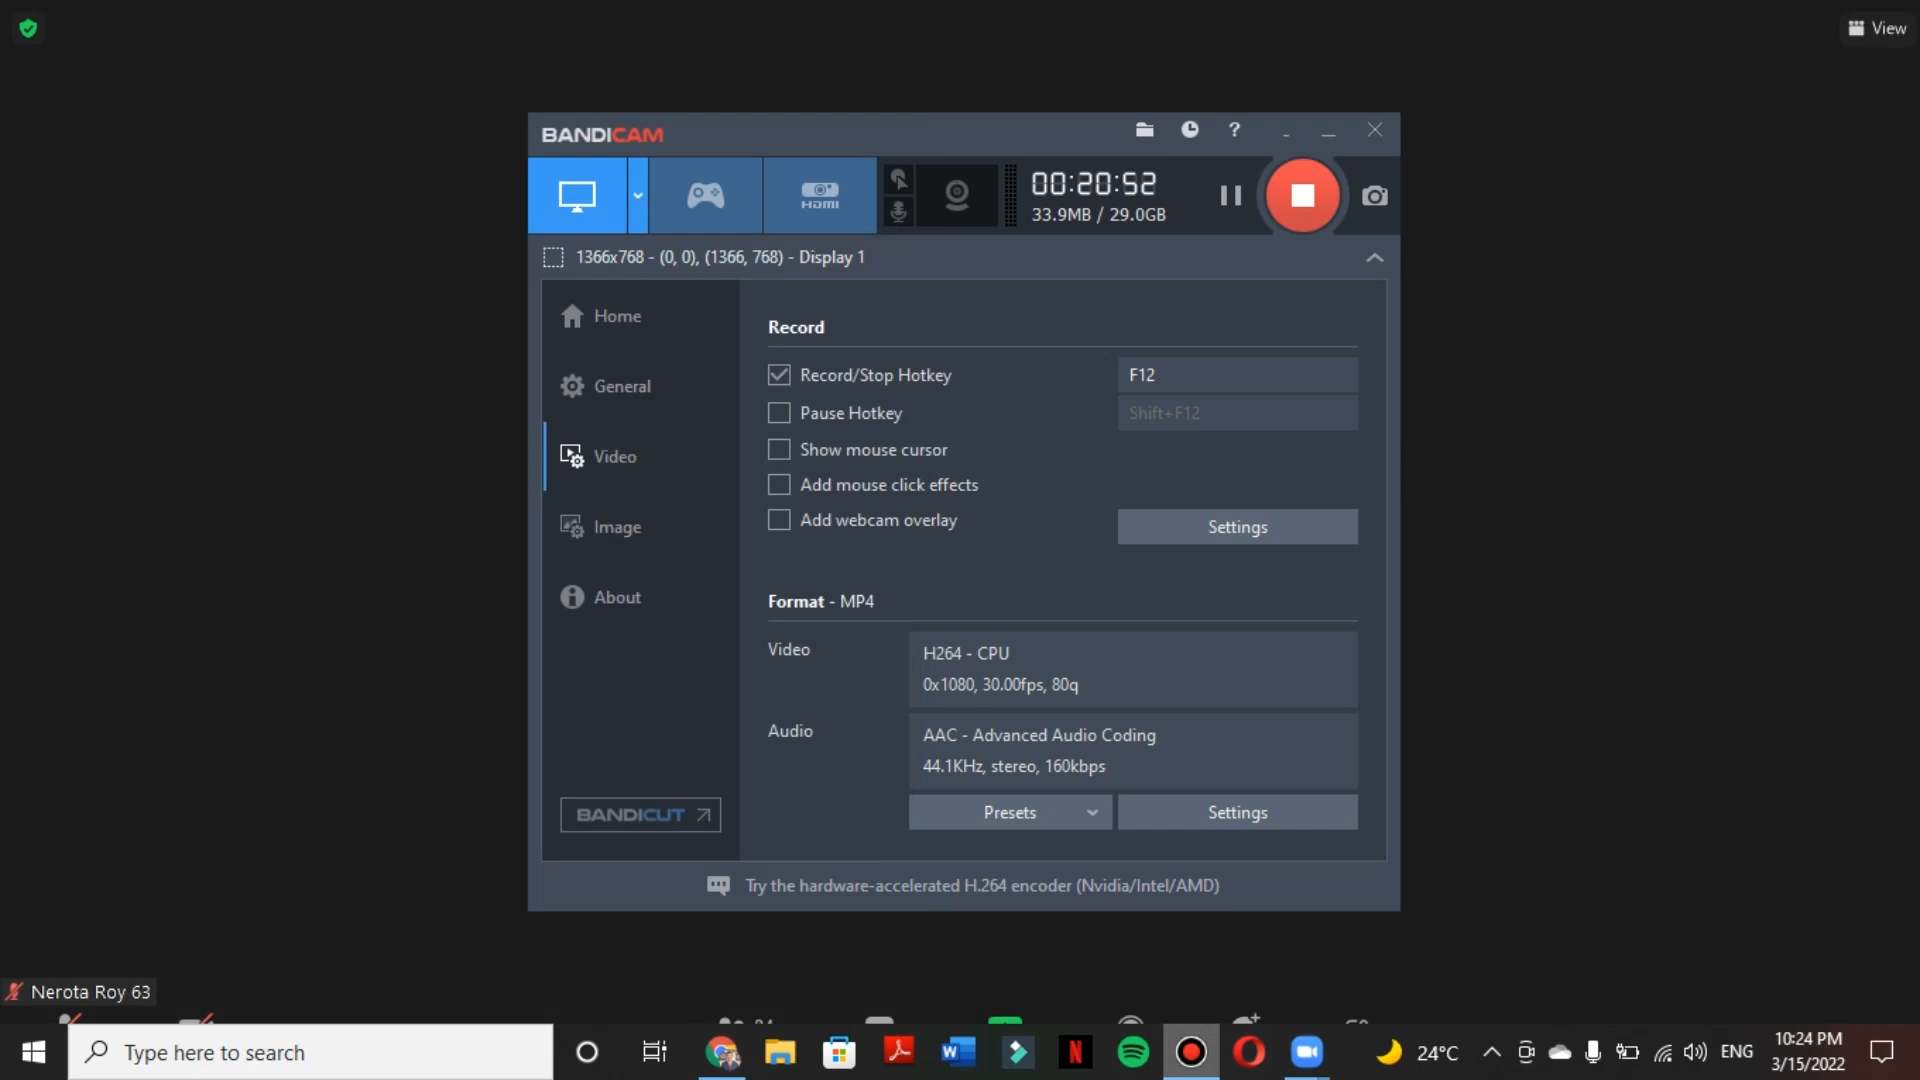 View
BANDICAM
?
HDMI
00:20:52
33.9MB / 29.0GB
1366x768 - (0, 0), (1366, 768) - Display 1
Home
General
Video
Image
About
BANDICUT
Record
Record/Stop Hotkey
F12
Pause Hotkey
Shift+F12
Show mouse cursor
Add mouse click effects
Add webcam overlay
Settings
Format - MP4
Video
H264 - CPU
0x1080, 30.00fps, 80q
Audio
AAC - Advanced Audio Coding
44.1KHz, stereo, 160kbps
Presets
Settings
Try the hardware-accelerated H.264 encoder (Nvidia/Intel/AMD)
Nerota Roy 63
Type here to search
24°C
ENG
10:24 PM
3/15/2022